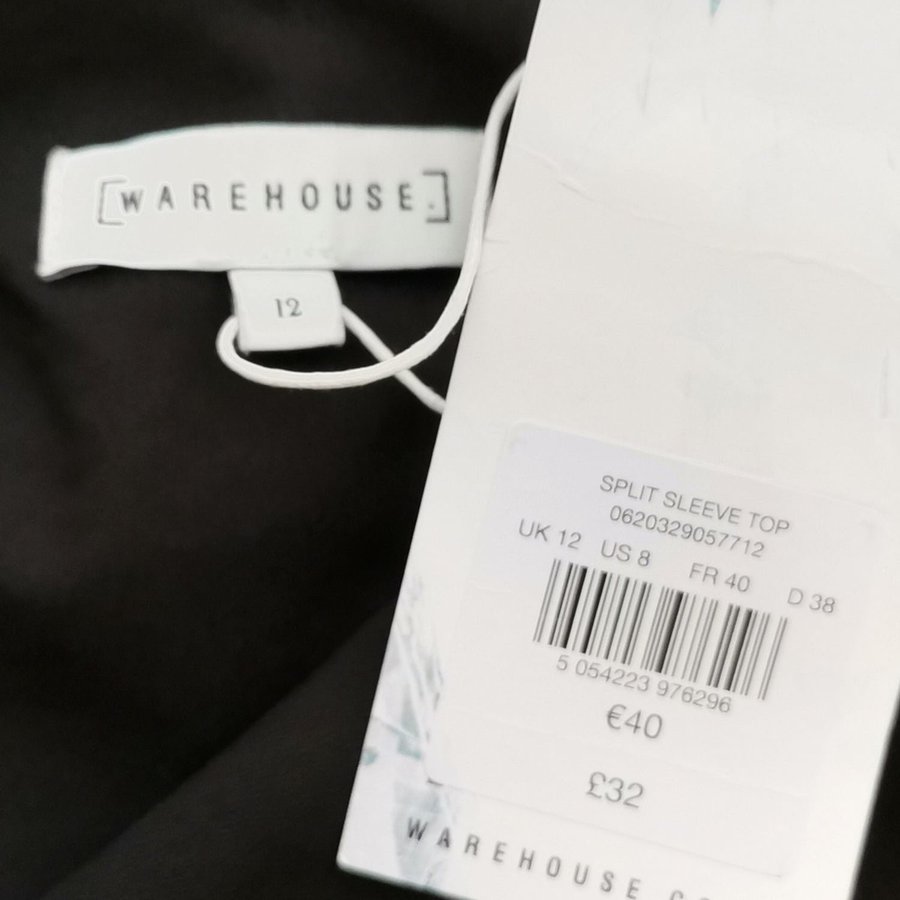 [WAREHOUSE.]
12
SPLIT SLEEVE TOP
0620329057712
UK 12 US 8 FR 40 D 38
5 054223 976296
€40
£32
WAREHOUSE